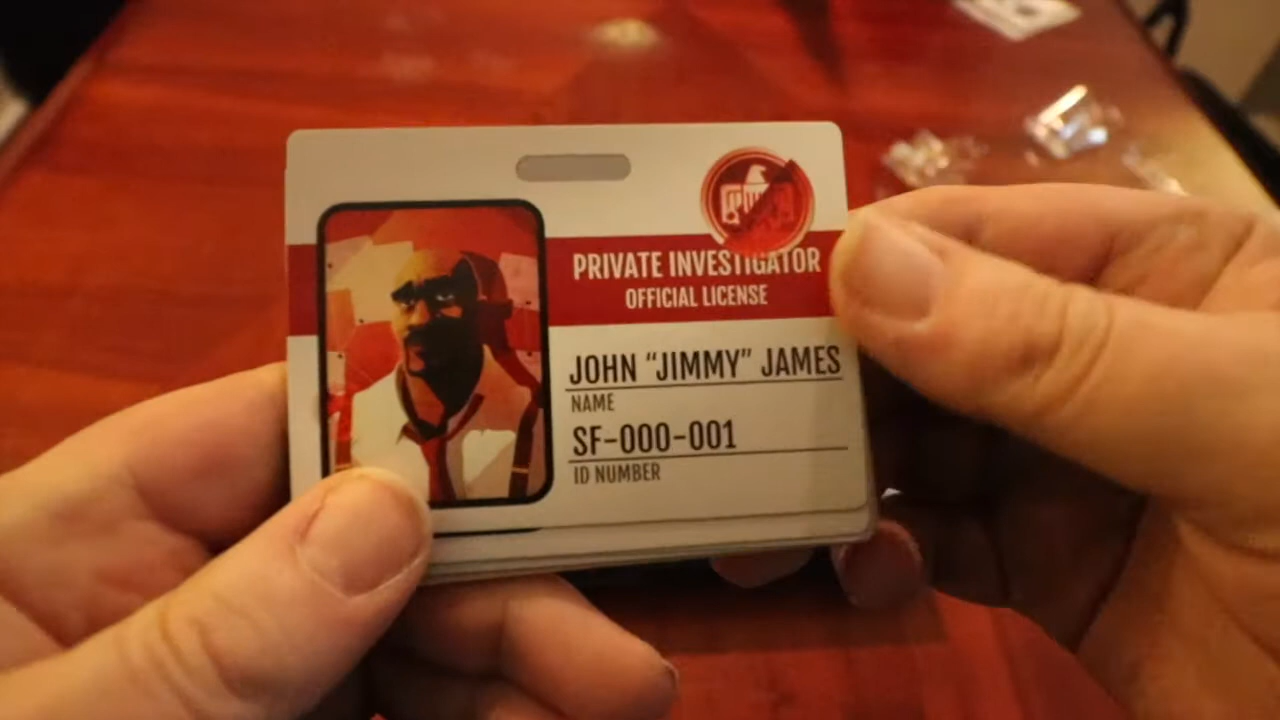 PRIVATE INVESTIGATOR
OFFICIAL LICENSE
JOHN “JIMMY” JAMES
NAME
SF-000-001
ID NUMBER